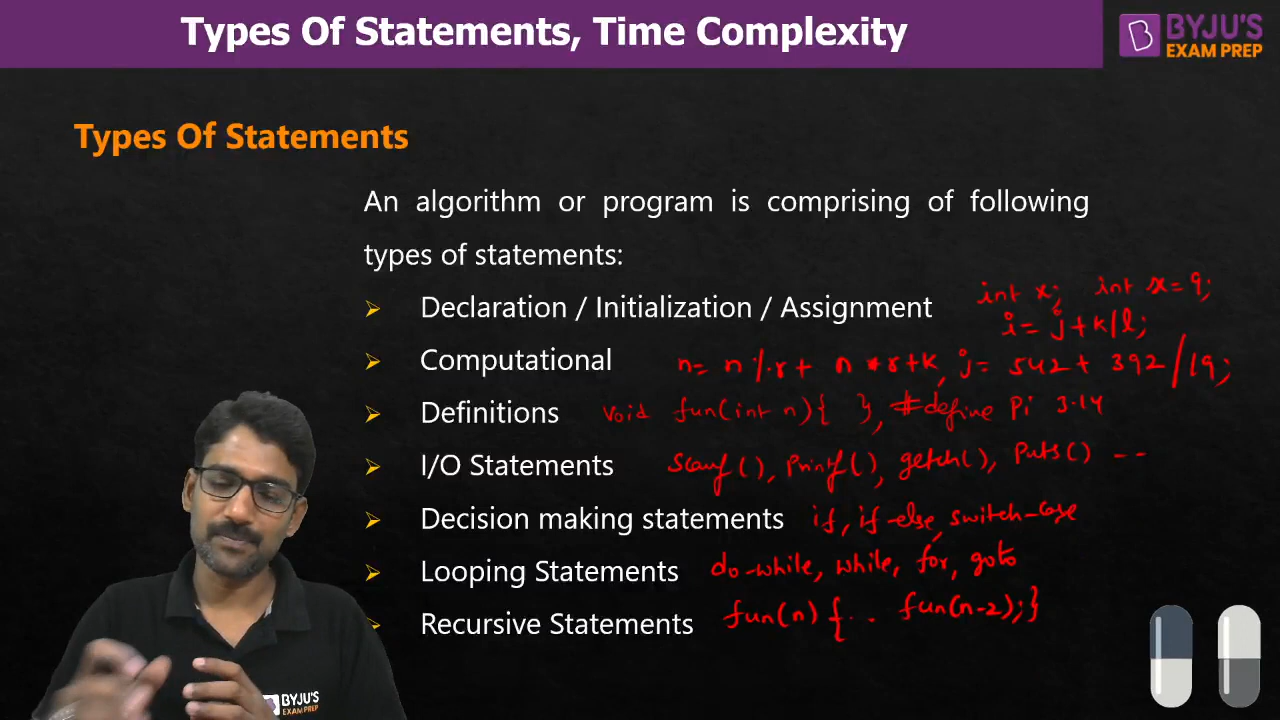 Types Of Statements, Time Complexity
BYJU'S
EXAM PREP
Types Of Statements
An algorithm or program is comprising of following
types of statements:
Declaration / Initialization / Assignment int x; int x = 9;
i = j + k / l;
Computational n = n % r + n * r + k, j = 542 + 392 / 19;
Definitions void fun(int n) { }, #define Pi 3.14
I/O Statements Scanf(), Printf(), getch(), Puts() --
Decision making statements if, if-else, switch-case
Looping Statements do-while, while, for, goto
Recursive Statements fun(n) { .. fun(n-2); }
BYJU'S
EXAM PREP